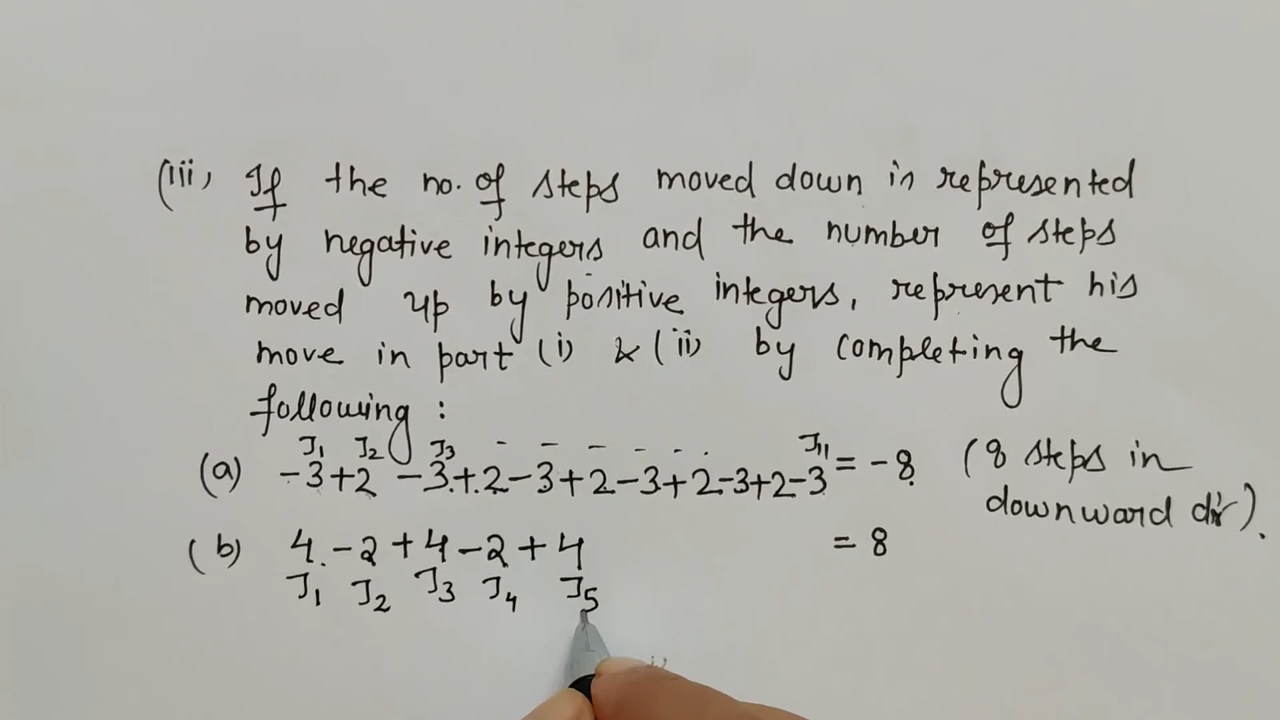 (iii) If the no. of steps moved down is represented
by negative integers and the number of steps
moved up by positive integers, represent his
move in part (i) & (ii) by completing the
following :
J1 J2 J3 - - - - - . J11
(a) -3+2 -3+2-3+2-3+2-3+2-3 = -8 (8 steps in
downward dir).
(b) 4 -2 +4 -2 +4 = 8
J1 J2 J3 J4 J5